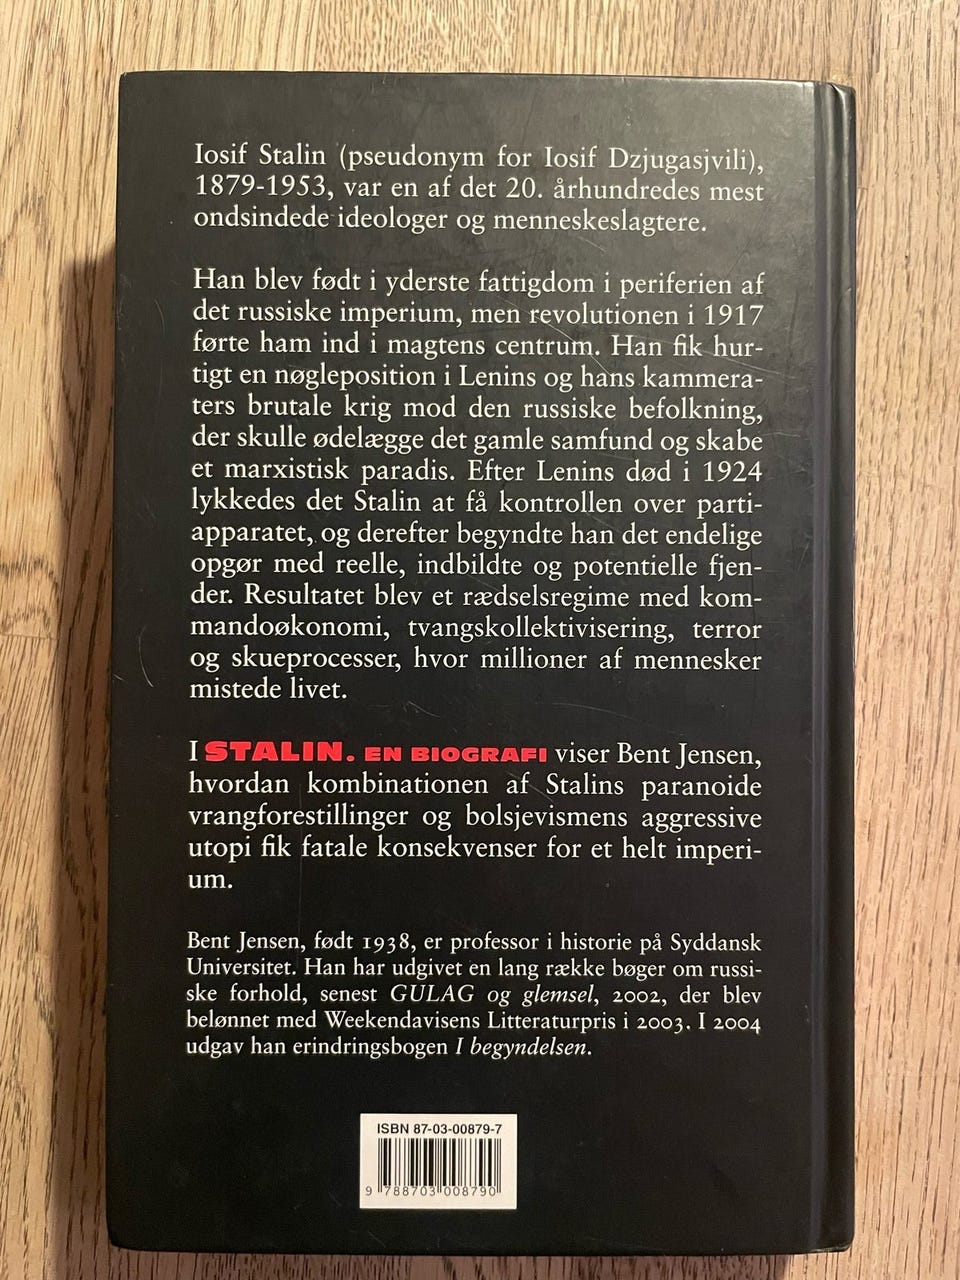 Iosif Stalin (pseudonym for Iosif Dzjugasjvili),
1879-1953, var en af det 20. århundredes mest
ondsindede ideologer og menneskeslagtere.
Han blev født i yderste fattigdom i periferien af
det russiske imperium, men revolutionen i 1917
førte ham ind i magtens centrum. Han fik hur-
tigt en nøgleposition i Lenins og hans kammera-
ters brutale krig mod den russiske befolkning,
der skulle ødelægge det gamle samfund og skabe
et marxistisk paradis. Efter Lenins død i 1924
lykkedes det Stalin at få kontrollen over parti-
apparatet, og derefter begyndte han det endelige
opgør med reelle, indbildte og potentielle fjen-
der. Resultatet blev et rædselsregime med kom-
mandoøkonomi, tvangskollektivisering, terror
og skueprocesser, hvor millioner af mennesker
mistede livet.
I STALIN. EN BIOGRAFI viser Bent Jensen,
hvordan kombinationen af Stalins paranoide
vrangforestillinger og bolsjevismens aggressive
utopi fik fatale konsekvenser for et helt imperi-
um.
Bent Jensen, født 1938, er professor i historie på Syddansk
Universitet. Han har udgivet en lang række bøger om russi-
ske forhold, senest GULAG og glemsel, 2002, der blev
belønnet med Weekendavisens Litteraturpris i 2003. I 2004
udgav han erindringsbogen I begyndelsen.
ISBN 87-03-00879-7
9 788703 008790